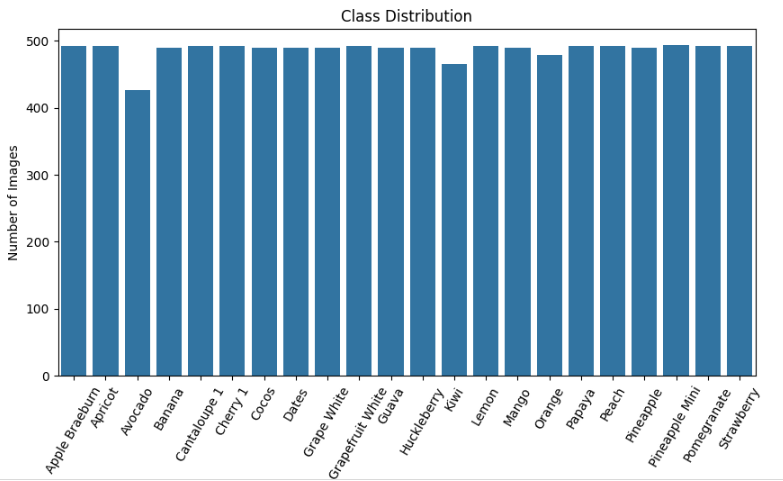 Class Distribution
Number of Images
500
400
300
200
100
0
Apple Braeburn
Apricot
Avocado
Banana
Cantaloupe 1
Cherry 1
Cocos
Dates
Grape White
Grapefruit White
Guava
Huckleberry
Kiwi
Lemon
Mango
Orange
Papaya
Peach
Pineapple
Pineapple Mini
Pomegranate
Strawberry